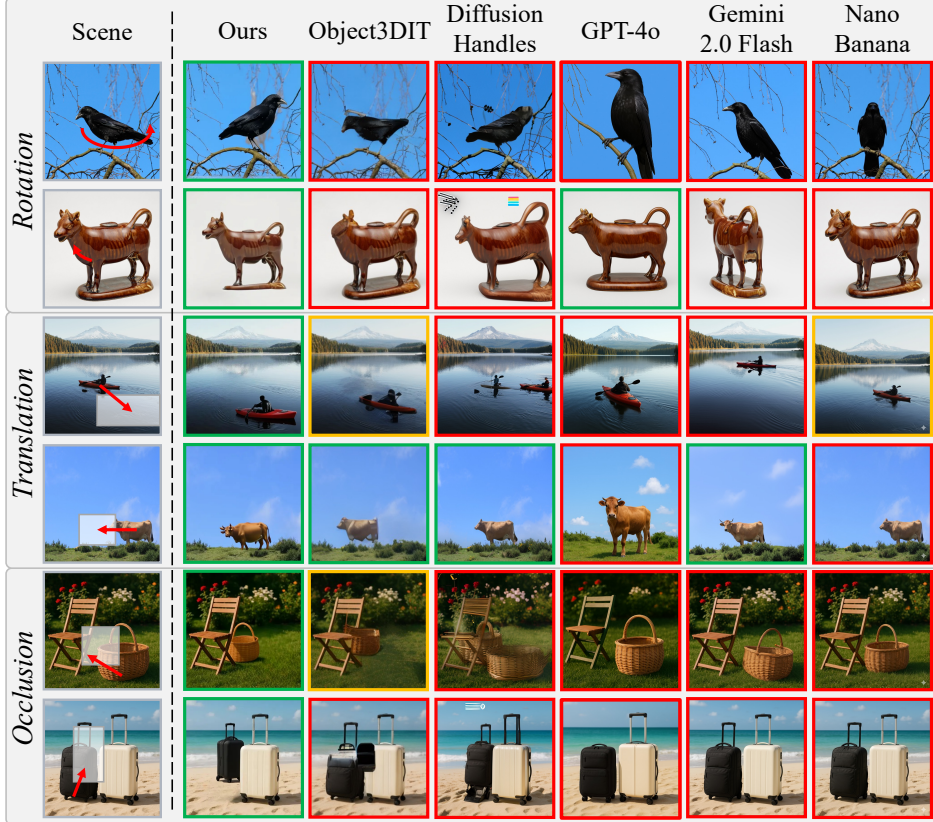 Scene
Ours
Object3DIT
Diffusion
Handles
GPT-4o
Gemini
2.0 Flash
Nano
Banana
Rotation
Translation
Occlusion